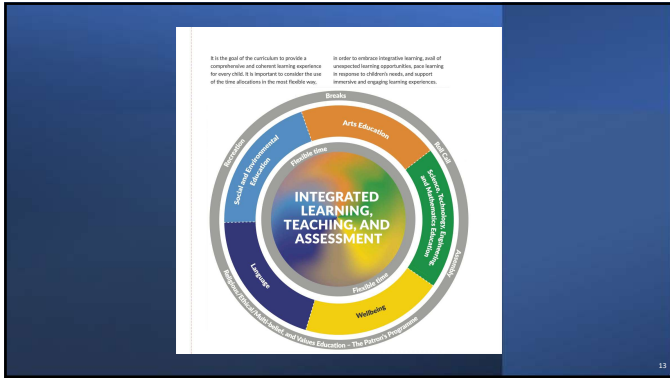 It is the goal of the curriculum to provide a
comprehensive and coherent learning experience
for every child. It is important to consider the use
of the time allocations in the most flexible way,
in order to embrace integrative learning, avail of
unexpected learning opportunities, pace learning
in response to children's needs, and support
immersive and engaging learning experiences.
Breaks
Recreation
Roll Call
Assembly
Religious/Ethical/Multi-belief, and Values Education – The Patron's Programme
Arts Education
Social and Environmental
Education
Science, Technology, Engineering,
and Mathematics Education
Language
Wellbeing
Flexible time
INTEGRATED
LEARNING,
TEACHING, AND
ASSESSMENT
Flexible time
13